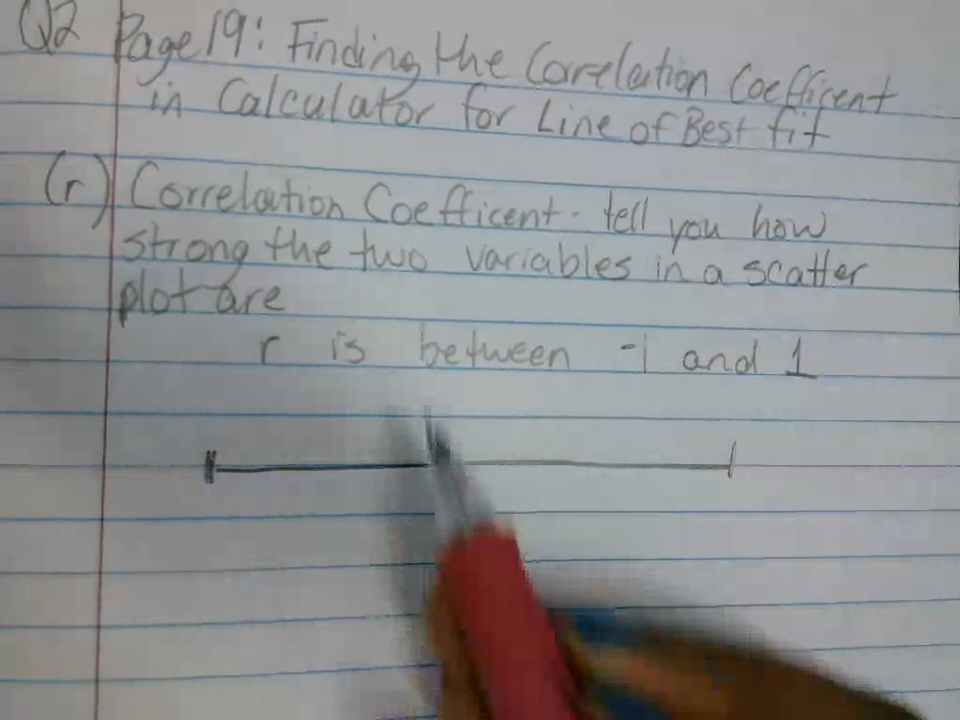 Q2 Page 19: Finding the Correlation Coefficent
in Calculator for Line of Best fit
(r) Correlation Coefficent - tell you how
strong the two variables in a scatter
plot are
r is between -1 and 1